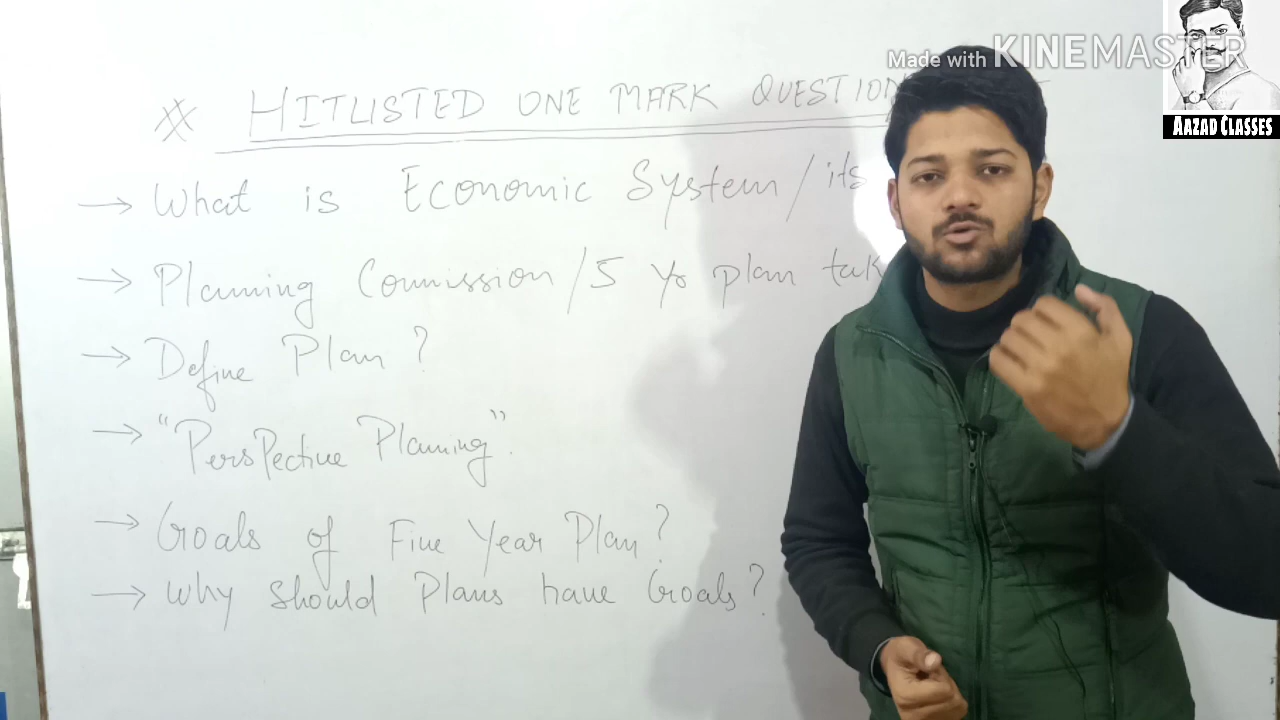 Made with KINEMASTER
AAZAD CLASSES
* HITLISTED ONE MARK QUESTION
→ What is Economic System/its
→ Planning Commission/5 yr plan tak
→ Define Plan?
→ "Perspective Planning".
→ Goals of Five Year Plan?
→ Why should Plans have Goals?